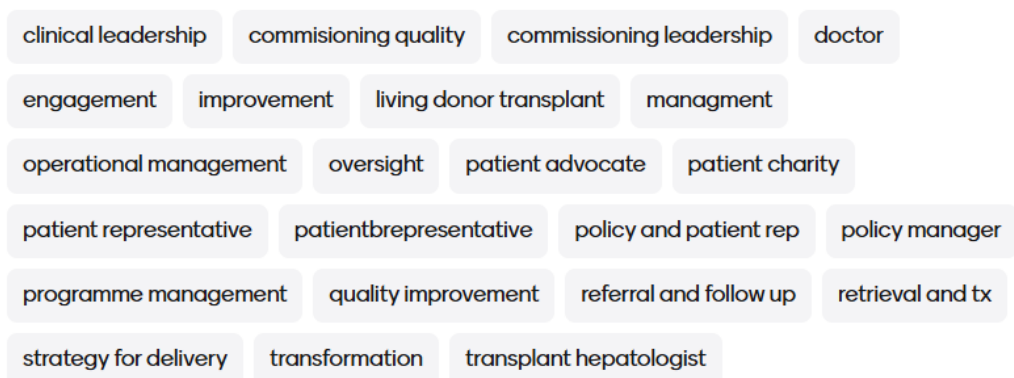 clinical leadership commisioning quality commissioning leadership doctor
engagement improvement living donor transplant managment
operational management oversight patient advocate patient charity
patient representative patientbrepresentative policy and patient rep policy manager
programme management quality improvement referral and follow up retrieval and tx
strategy for delivery transformation transplant hepatologist